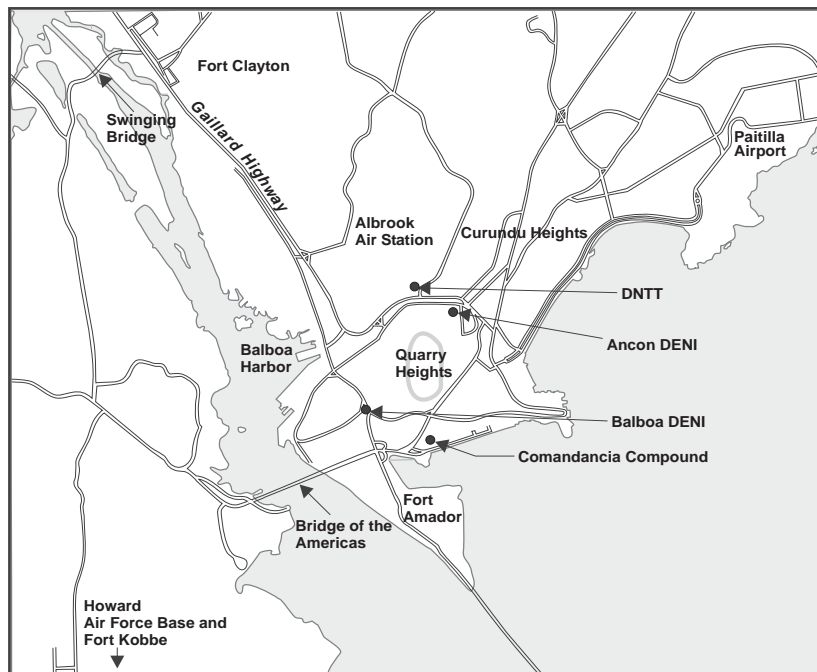 Fort Clayton
Swinging
Bridge
Gaillard Highway
Paitilla
Airport
Albrook
Air Station
Curundu Heights
DNTT
Ancon DENI
Balboa
Harbor
Quarry
Heights
Balboa DENI
Comandancia Compound
Fort
Amador
Bridge of the
Americas
Howard
Air Force Base and
Fort Kobbe